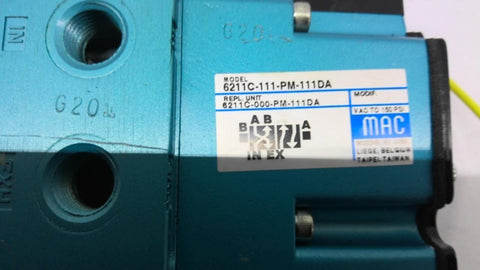 IN
G20
G20
MODEL
6211C-111-PM-111DA
REPL. UNIT
6211C-000-PM-111DA
MODIF.
VAC TO 150 PSI
MAC
LIEGE, BELGIUM
TAIPEI, TAIWAN
A B
B A
IN EX